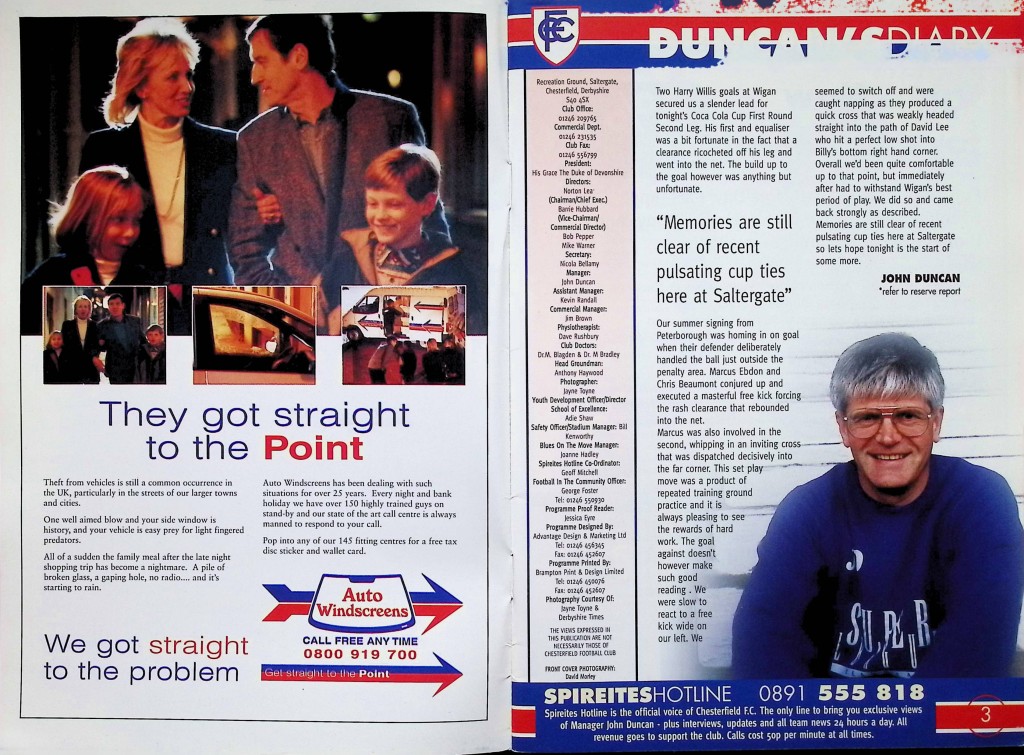 They got straight
to the Point
Theft from vehicles is still a common occurrence in
the UK, particularly in the streets of our larger towns
and cities.
One well aimed blow and your side window is
history, and your vehicle is easy prey for light fingered
predators.
All of a sudden the family meal after the late night
shopping trip has become a nightmare. A pile of
broken glass, a gaping hole, no radio.... and it's
starting to rain.
Auto Windscreens has been dealing with such
situations for over 25 years. Every night and bank
holiday we have over 150 highly trained guys on
stand-by and our state of the art call centre is always
manned to respond to your call.
Pop into any of our 145 fitting centres for a free tax
disc sticker and wallet card.
We got straight
to the problem
Auto
Windscreens
CALL FREE ANY TIME
0800 919 700
Get straight to the Point
DUNCAN'S DIARY
Recreation Ground, Saltergate,
Chesterfield, Derbyshire
S40 4SX
Club Office:
01246 209765
Commercial Dept.
01246 231535
Club Fax:
01246 556799
President:
His Grace The Duke of Devonshire
Directors:
Norton Lea
(Chairman/Chief Exec.)
Barrie Hubbard
(Vice-Chairman/
Commercial Director)
Bob Pepper
Mike Warner
Secretary:
Nicola Bellamy
Manager:
John Duncan
Assistant Manager:
Kevin Randall
Commercial Manager:
Jim Brown
Physiotherapist:
Dave Rushbury
Club Doctors:
Dr.M. Blagden & Dr. M Bradley
Head Groundman:
Anthony Haywood
Photographer:
Jayne Toyne
Youth Development Officer/Director
School of Excellence:
Adie Shaw
Safety Officer/Stadium Manager: Bill
Kenworthy
Blues On The Move Manager:
Joanne Hadley
Spireites Hotline Co-Ordinator:
Geoff Mitchell
Football In The Community Officer:
George Foster
Tel: 01246 550930
Programme Proof Reader:
Jessica Eyre
Programme Designed By:
Advantage Design & Marketing Ltd
Tel: 01246 456345
Fax: 01246 452607
Programme Printed By:
Brampton Print & Design Limited
Tel: 01246 450076
Fax: 01246 452607
Photography Courtesy Of:
Jayne Toyne &
Derbyshire Times
THE VIEWS EXPRESSED IN
THIS PUBLICATION ARE NOT
NECESSARILY THOSE OF
CHESTERFIELD FOOTBALL CLUB
FRONT COVER PHOTOGRAPHY:
David Morley
Two Harry Willis goals at Wigan
secured us a slender lead for
tonight's Coca Cola Cup First Round
Second Leg. His first and equaliser
was a bit fortunate in the fact that a
clearance ricocheted off his leg and
went into the net. The build up to
the goal however was anything but
unfortunate.
"Memories are still
clear of recent
pulsating cup ties
here at Saltergate"
Our summer signing from
Peterborough was homing in on goal
when their defender deliberately
handled the ball just outside the
penalty area. Marcus Ebdon and
Chris Beaumont conjured up and
executed a masterful free kick forcing
the rash clearance that rebounded
into the net.
Marcus was also involved in the
second, whipping in an inviting cross
that was dispatched decisively into
the far corner. This set play
move was a product of
repeated training ground
practice and it is
always pleasing to see
the rewards of hard
work. The goal
against doesn't
however make
such good
reading . We
were slow to
react to a free
kick wide on
our left. We
seemed to switch off and were
caught napping as they produced a
quick cross that was weakly headed
straight into the path of David Lee
who hit a perfect low shot into
Billy's bottom right hand corner.
Overall we'd been quite comfortable
up to that point, but immediately
after had to withstand Wigan's best
period of play. We did so and came
back strongly as described.
Memories are still clear of recent
pulsating cup ties here at Saltergate
so lets hope tonight is the start of
some more.
JOHN DUNCAN
*refer to reserve report
SPIREITESHOTLINE 0891 555 818
Spireites Hotline is the official voice of Chesterfield F.C. The only line to bring you exclusive views
of Manager John Duncan - plus interviews, updates and all team news 24 hours a day. All
revenue goes to support the club. Calls cost 50p per minute at all times.
3